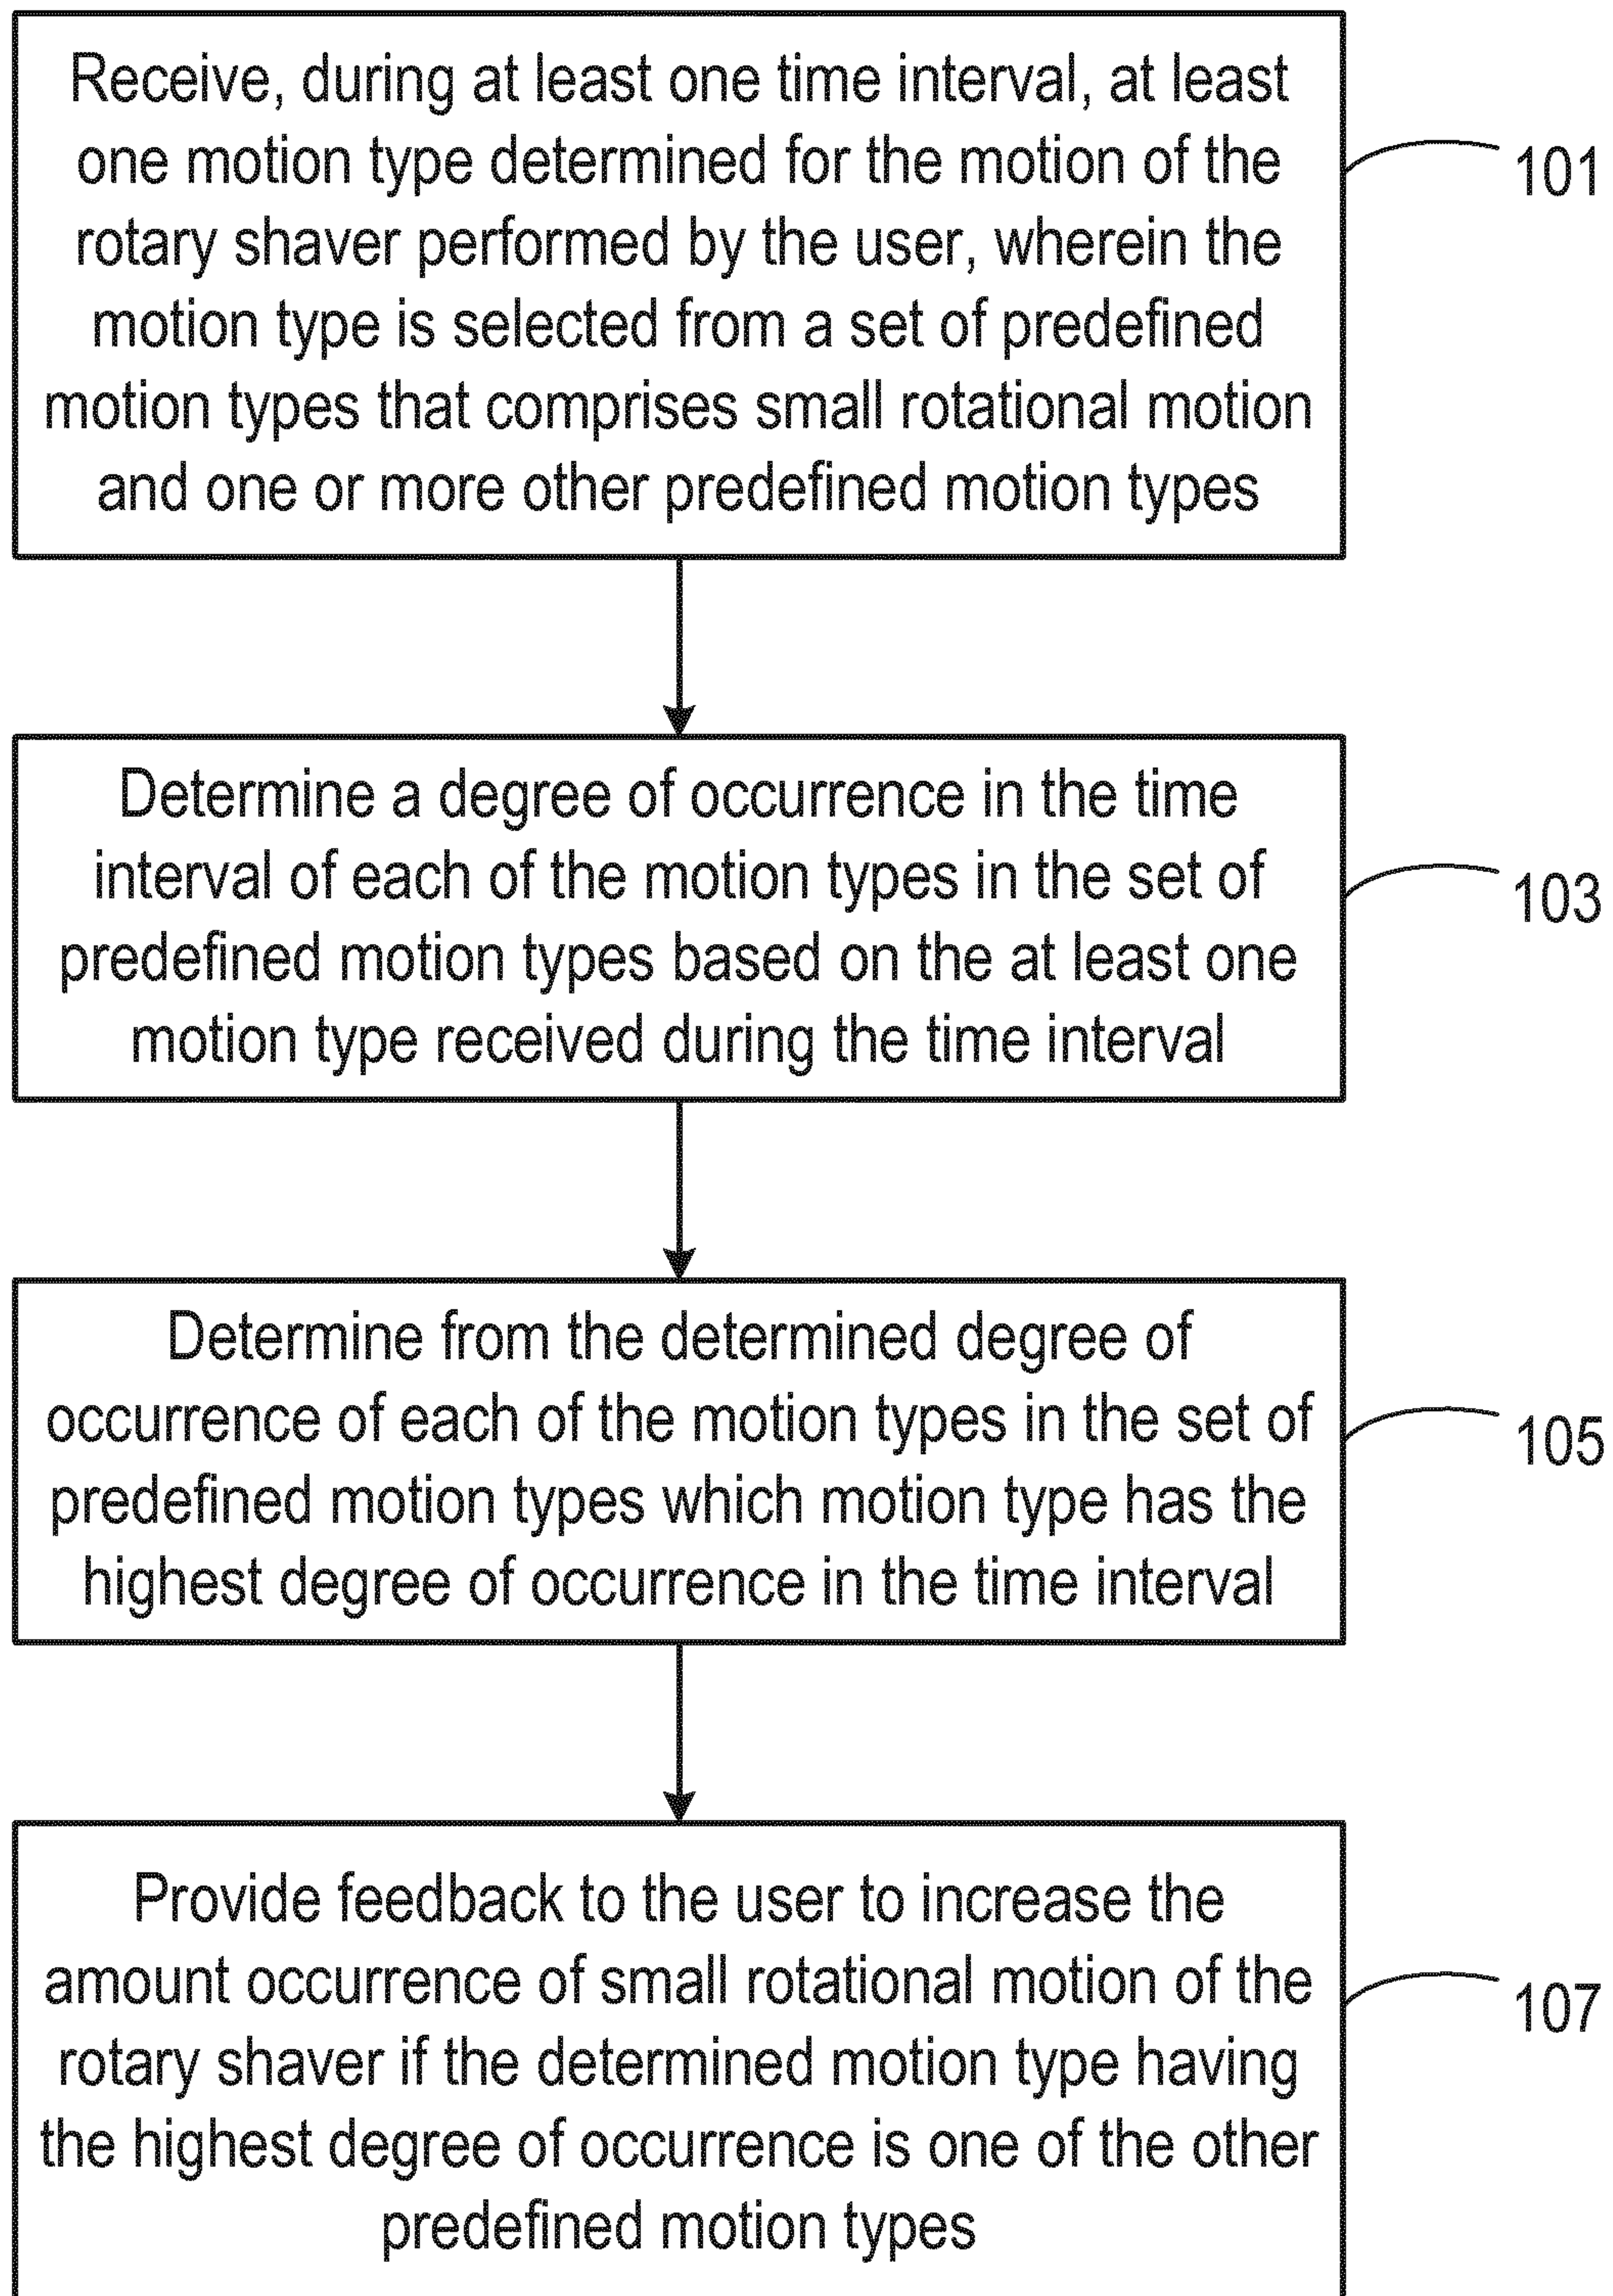 Receive, during at least one time interval, at least
one motion type determined for the motion of the
rotary shaver performed by the user, wherein the
motion type is selected from a set of predefined
motion types that comprises small rotational motion
and one or more other predefined motion types
101
Determine a degree of occurrence in the time
interval of each of the motion types in the set of
predefined motion types based on the at least one
motion type received during the time interval
103
Determine from the determined degree of
occurrence of each of the motion types in the set of
predefined motion types which motion type has the
highest degree of occurrence in the time interval
105
Provide feedback to the user to increase the
amount occurrence of small rotational motion of the
rotary shaver if the determined motion type having
the highest degree of occurrence is one of the other
predefined motion types
107